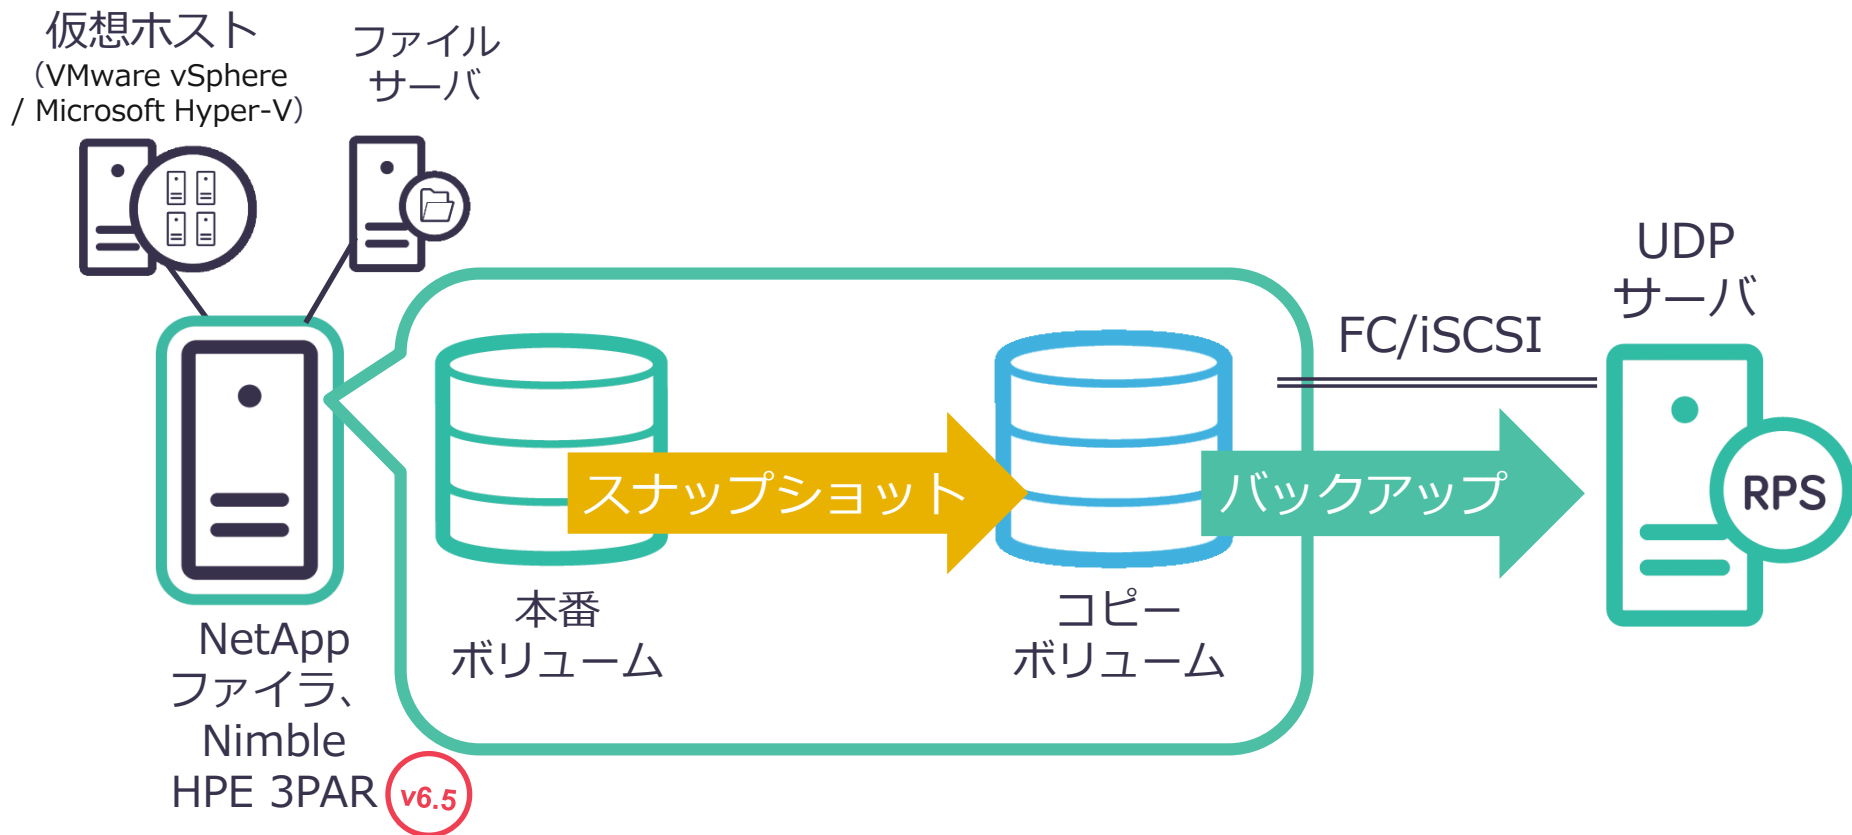 仮想ホスト
（VMware vSphere
/ Microsoft Hyper-V）
ファイル
サーバ
UDP
サーバ
FC/iSCSI
スナップショット
バックアップ
RPS
本番
ボリューム
コピー
ボリューム
NetApp
ファイラ、
Nimble
HPE 3PAR
v6.5